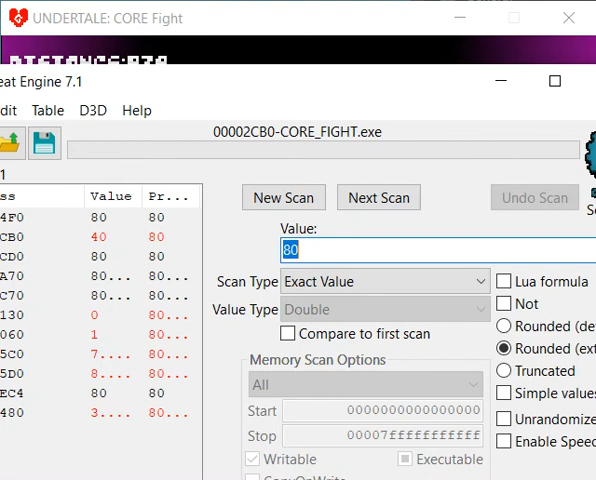 UNDERTALE: CORE Fight
eat Engine 7.1
dit Table D3D Help
00002CB0-CORE_FIGHT.exe
1
ss Value Pr...
4F0 80 80
CB0 40 80
CD0 80 80
A70 80... 80...
C70 80... 80...
130 0 80...
060 1 80...
5C0 7.... 80...
5D0 8.... 80...
EC4 80 80
480 3.... 80...
New Scan Next Scan Undo Scan
Value:
80
Scan Type Exact Value
Value Type Double
Compare to first scan
Memory Scan Options
All
Start 0000000000000000
Stop 00007fffffffffff
Writable Executable
CopyOnWrite
Lua formula
Not
Rounded (de
Rounded (ext
Truncated
Simple values
Unrandomize
Enable Speed